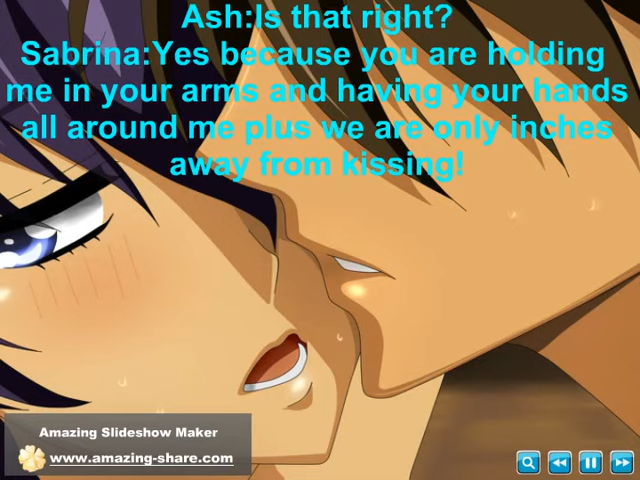 Ash:Is that right?
Sabrina:Yes because you are holding
me in your arms and having your hands
all around me plus we are only inches
away from kissing!
Amazing Slideshow Maker
www.amazing-share.com